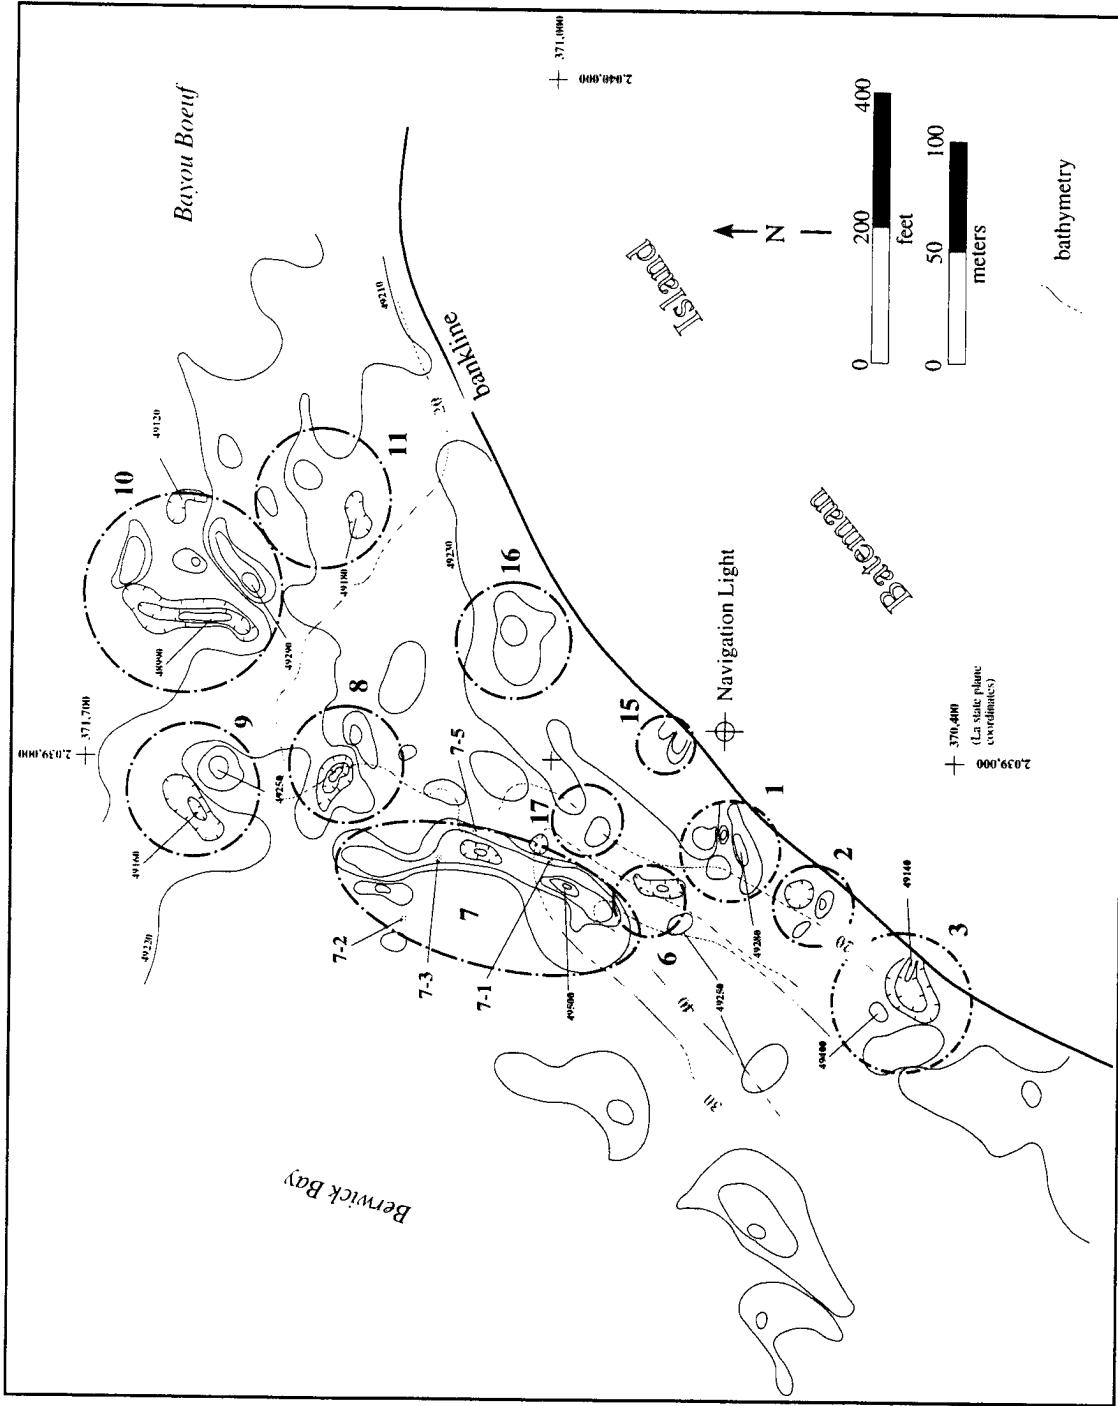 Bayou Boeuf
371,000
2,040,000
49120
10
49210
bankline
20
11
Island
N
0 200 400
feet
0 50 100
meters
bathymetry
49180
49230
16
48990
49290
371,700
2,039,000
9
8
7-5
15
Navigation Light
Bateman
370,400
(La state plane
coordinates)
2,039,000
49160
49250
49220
17
1
7-2
7
7-3
7-1
49500
6
49280
2
20
49140
3
40
49250
49400
30
Berwick Bay